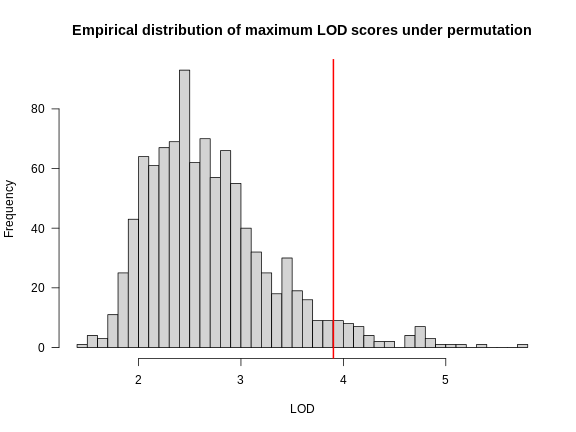 Empirical distribution of maximum LOD scores under permutation
Frequency
80
60
40
20
0
2 3 4 5
LOD